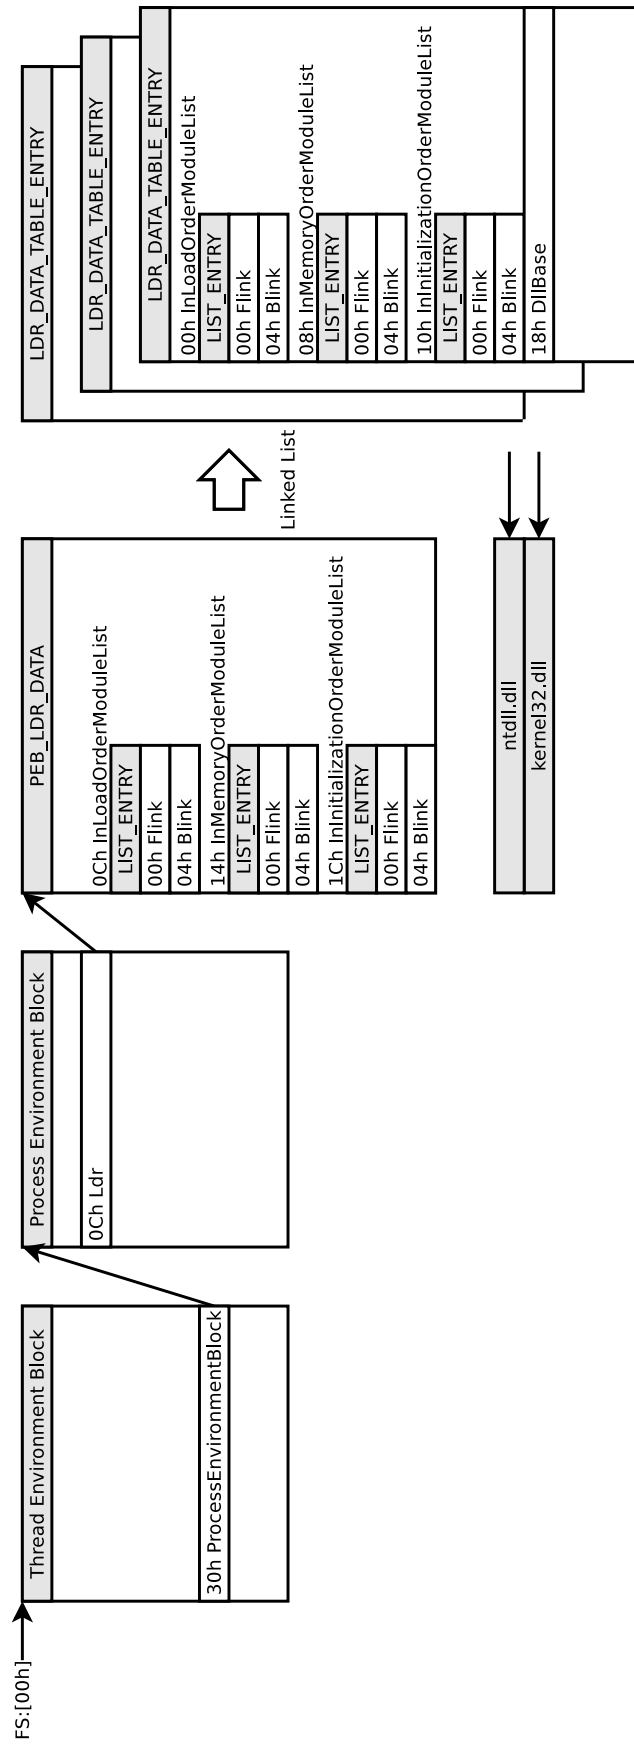 FS:[00h]
Thread Environment Block
30h ProcessEnvironmentBlock
Process Environment Block
0Ch Ldr
PEB_LDR_DATA
0Ch InLoadOrderModuleList
LIST_ENTRY
00h Flink
04h Blink
14h InMemoryOrderModuleList
LIST_ENTRY
00h Flink
04h Blink
1Ch InInitializationOrderModuleList
LIST_ENTRY
00h Flink
04h Blink
ntdll.dll
kernel32.dll
Linked List
LDR_DATA_TABLE_ENTRY
LDR_DATA_TABLE_ENTRY
LDR_DATA_TABLE_ENTRY
00h InLoadOrderModuleList
LIST_ENTRY
00h Flink
04h Blink
08h InMemoryOrderModuleList
LIST_ENTRY
00h Flink
04h Blink
10h InInitializationOrderModuleList
LIST_ENTRY
00h Flink
04h Blink
18h DllBase